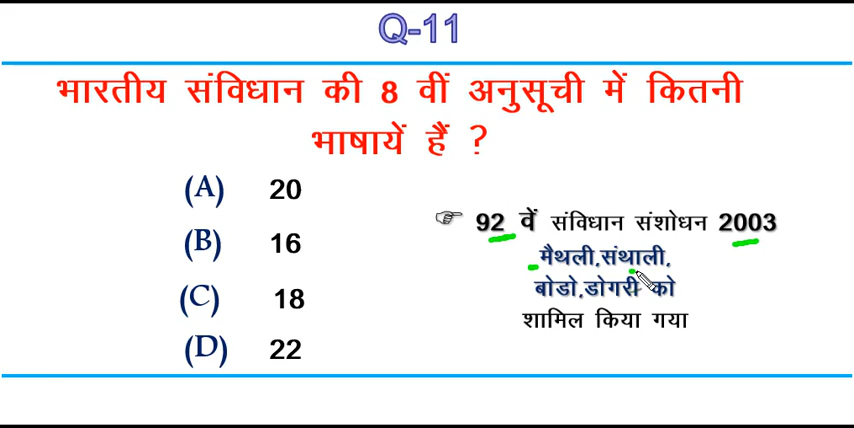 Q-11
भारतीय संविधान की 8 वीं अनुसूची में कितनी
भाषायें हैं ?
(A) 20
(B) 16
(C) 18
(D) 22
☞ 92 वें संविधान संशोधन 2003
मैथली,संथाली,
बोडो,डोगरी को
शामिल किया गया